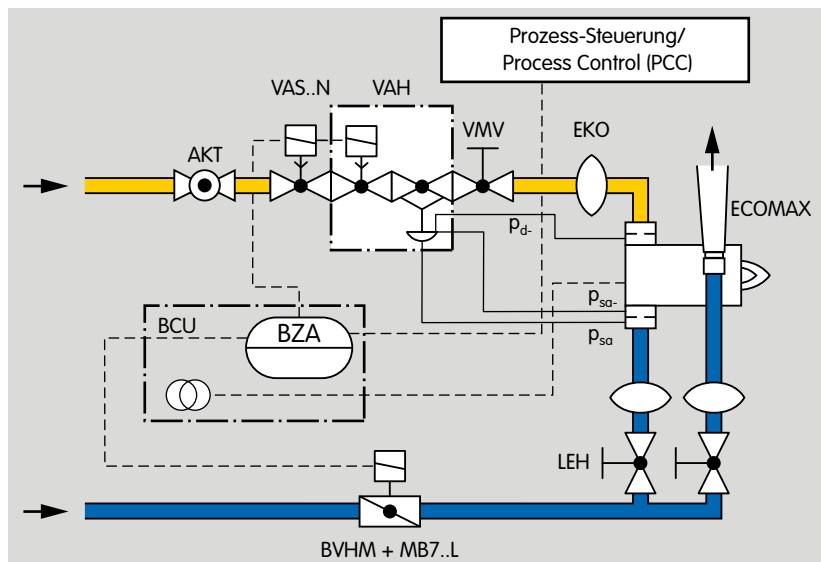 Prozess-Steuerung/
Process Control (PCC)
VAS..N
VAH
VMV
EKO
AKT
ECOMAX
pd-
psa-
psa
BCU
BZA
LEH
BVHM + MB7..L